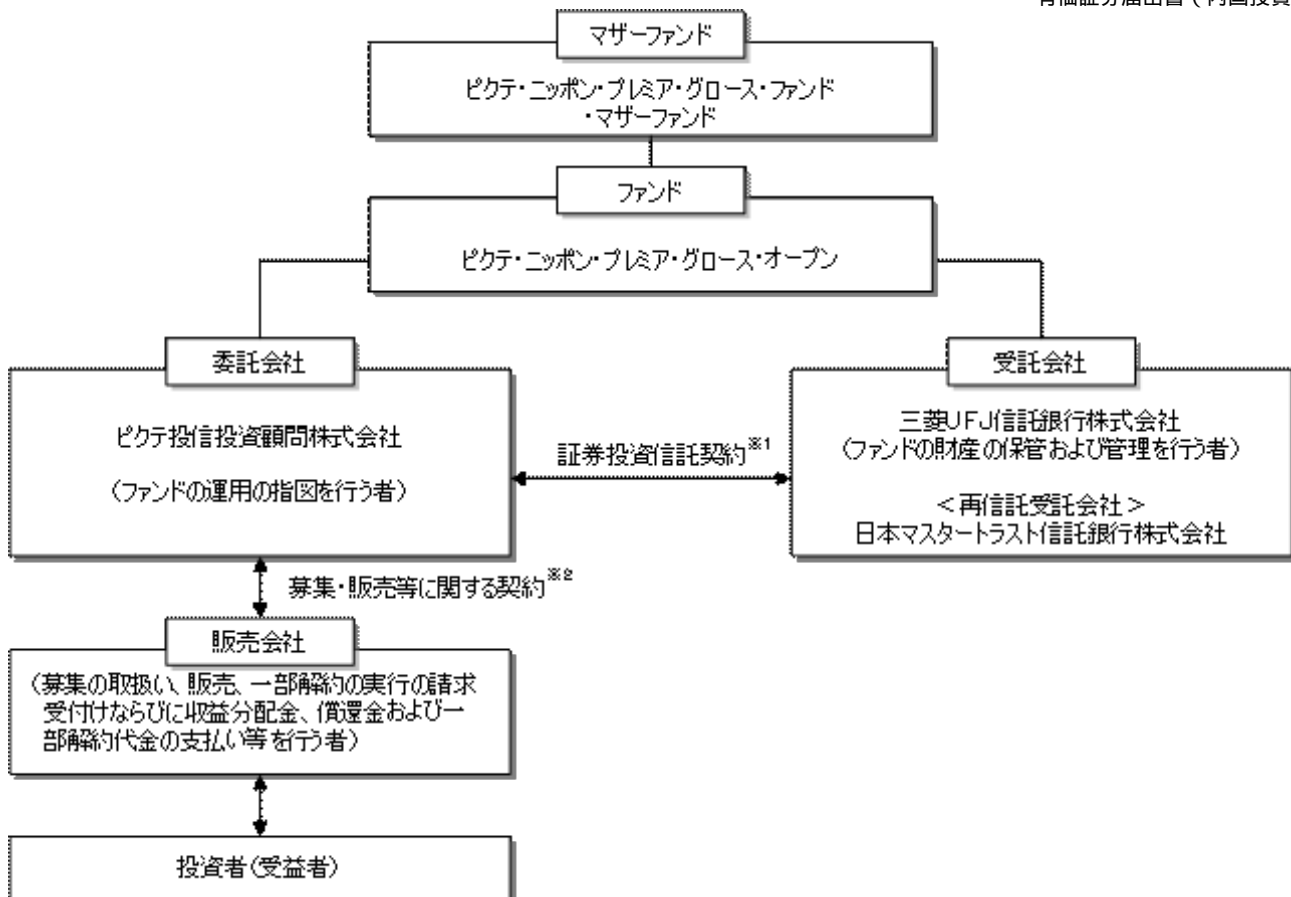 マザーファンド
ピクテ・ニッポン・プレミア・グロース・ファンド
・マザーファンド
ファンド
ピクテ・ニッポン・プレミア・グロース・オープン
委託会社
ピクテ投信投資顧問株式会社
(ファンドの運用の指図を行う者)
証券投資信託契約※1
受託会社
三菱UFJ信託銀行株式会社
(ファンドの財産の保管および管理を行う者)
<再信託受託会社>
日本マスタートラスト信託銀行株式会社
募集・販売等に関する契約※2
販売会社
(募集の取扱い、販売、一部解約の実行の請求
受付けならびに収益分配金、償還金および一
部解約代金の支払い等を行う者)
投資者(受益者)